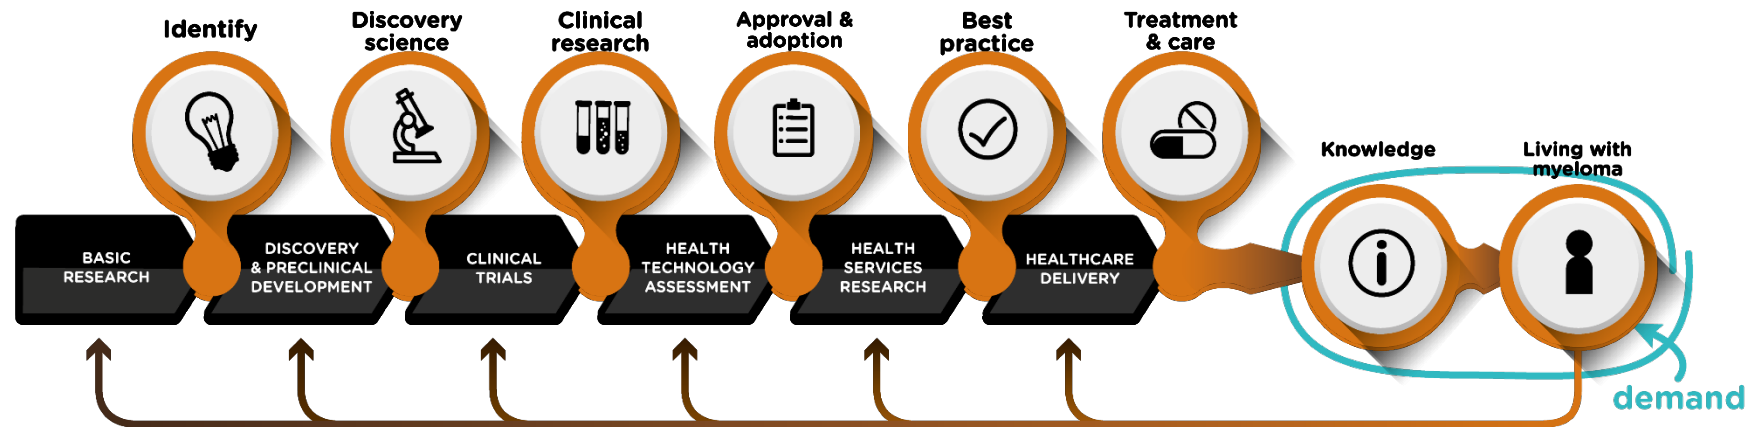 Identify
Discovery
science
Clinical
research
Approval &
adoption
Best
practice
Treatment
& care
Knowledge
Living with
myeloma
BASIC
RESEARCH
DISCOVERY
& PRECLINICAL
DEVELOPMENT
CLINICAL
TRIALS
HEALTH
TECHNOLOGY
ASSESSMENT
HEALTH
SERVICES
RESEARCH
HEALTHCARE
DELIVERY
demand